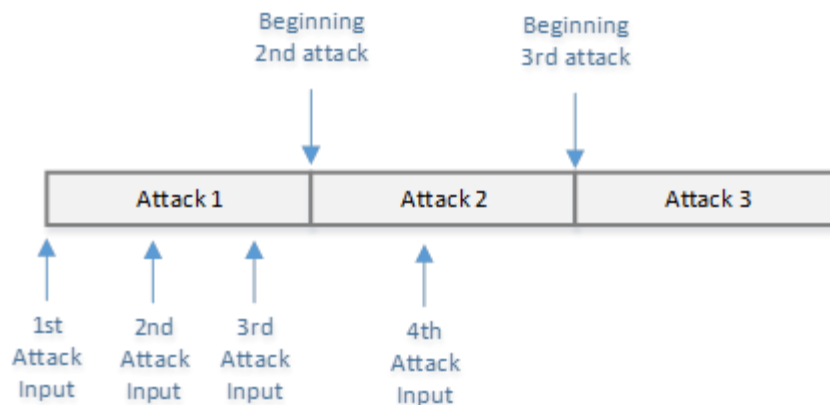 Beginning
2nd attack
Beginning
3rd attack
Attack 1
Attack 2
Attack 3
1st
Attack
Input
2nd
Attack
Input
3rd
Attack
Input
4th
Attack
Input